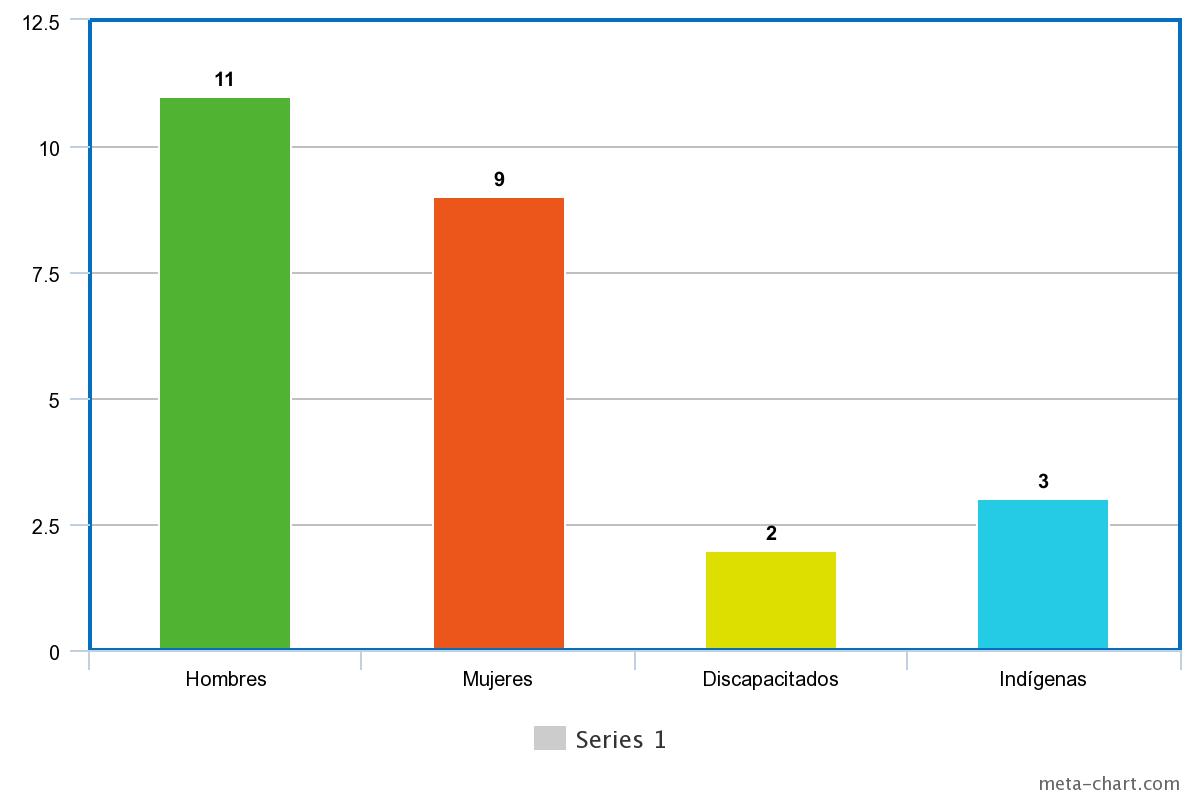 12.5
11
10
9
7.5
5
3
2.5
2
0
Hombres
Mujeres
Discapacitados
Indígenas
Series 1
meta-chart.com